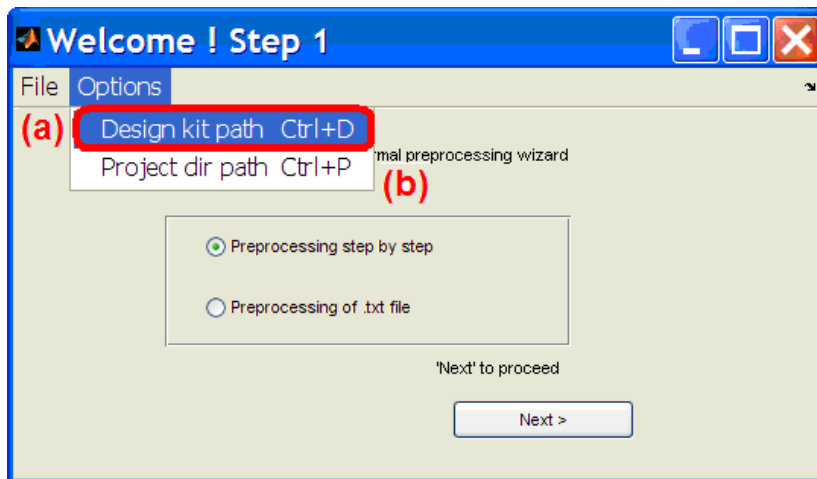 Welcome ! Step 1
File Options
(a) Design kit path Ctrl+D
mal preprocessing wizard
Project dir path Ctrl+P
(b)
Preprocessing step by step
Preprocessing of .txt file
'Next' to proceed
Next >